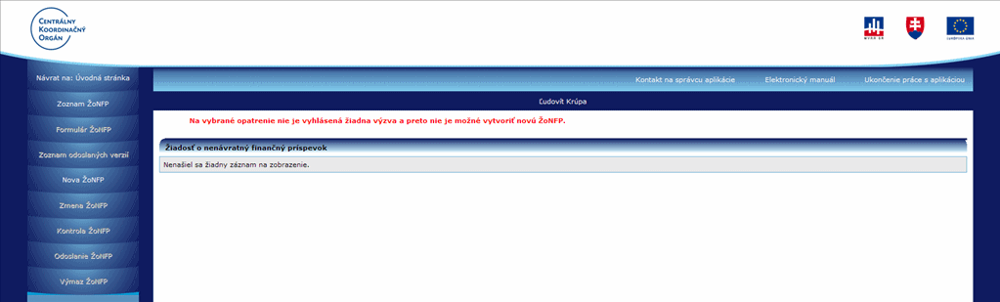 CENTRÁLNY
KOORDINAČNÝ
ORGÁN
Návrat na: Úvodná stránka
Zoznam ŽoNFP
Formulár ŽoNFP
Zoznam odoslaných verzií
Nova ŽoNFP
Zmena ŽoNFP
Kontrola ŽoNFP
Odoslanie ŽoNFP
Výmaz ŽoNFP
Kontakt na správcu aplikácie
Elektronický manuál
Ukončenie práce s aplikáciou
Ľudovít Krúpa
Na vybrané opatrenie nie je vyhlásená žiadna výzva a preto nie je možné vytvoriť novú ŽoNFP.
Žiadosť o nenávratný finančný príspevok
Nenašiel sa žiadny záznam na zobrazenie.